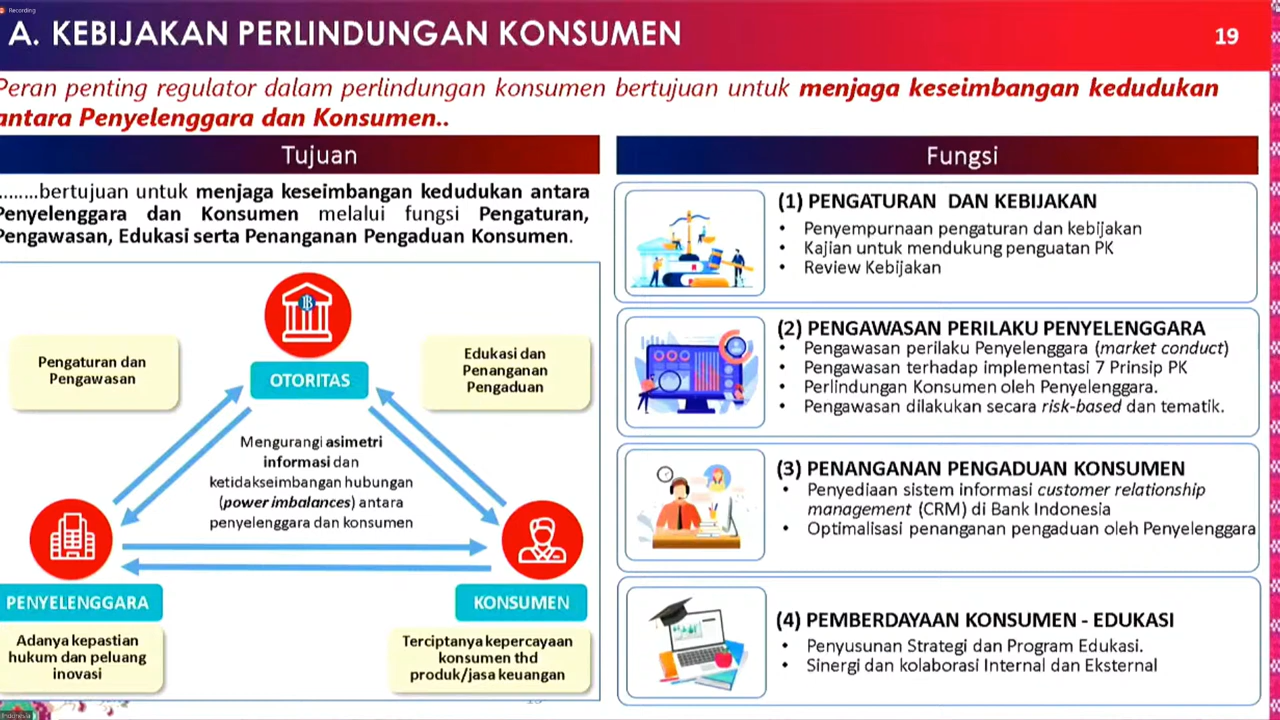 Recording
A. KEBIJAKAN PERLINDUNGAN KONSUMEN
19
Peran penting regulator dalam perlindungan konsumen bertujuan untuk menjaga keseimbangan kedudukan
antara Penyelenggara dan Konsumen..
Tujuan
........bertujuan untuk menjaga keseimbangan kedudukan antara
Penyelenggara dan Konsumen melalui fungsi Pengaturan,
Pengawasan, Edukasi serta Penanganan Pengaduan Konsumen.
Pengaturan dan
Pengawasan
OTORITAS
Edukasi dan
Penanganan
Pengaduan
Mengurangi asimetri
informasi dan
ketidakseimbangan hubungan
(power imbalances) antara
penyelenggara dan konsumen
PENYELENGGARA
KONSUMEN
Adanya kepastian
hukum dan peluang
inovasi
Terciptanya kepercayaan
konsumen thd
produk/jasa keuangan
Fungsi
(1) PENGATURAN DAN KEBIJAKAN
• Penyempurnaan pengaturan dan kebijakan
• Kajian untuk mendukung penguatan PK
• Review Kebijakan
(2) PENGAWASAN PERILAKU PENYELENGGARA
• Pengawasan perilaku Penyelenggara (market conduct)
• Pengawasan terhadap implementasi 7 Prinsip PK
• Perlindungan Konsumen oleh Penyelenggara.
• Pengawasan dilakukan secara risk-based dan tematik.
(3) PENANGANAN PENGADUAN KONSUMEN
• Penyediaan sistem informasi customer relationship
management (CRM) di Bank Indonesia
• Optimalisasi penanganan pengaduan oleh Penyelenggara
(4) PEMBERDAYAAN KONSUMEN - EDUKASI
• Penyusunan Strategi dan Program Edukasi.
• Sinergi dan kolaborasi Internal dan Eksternal
Indonesia